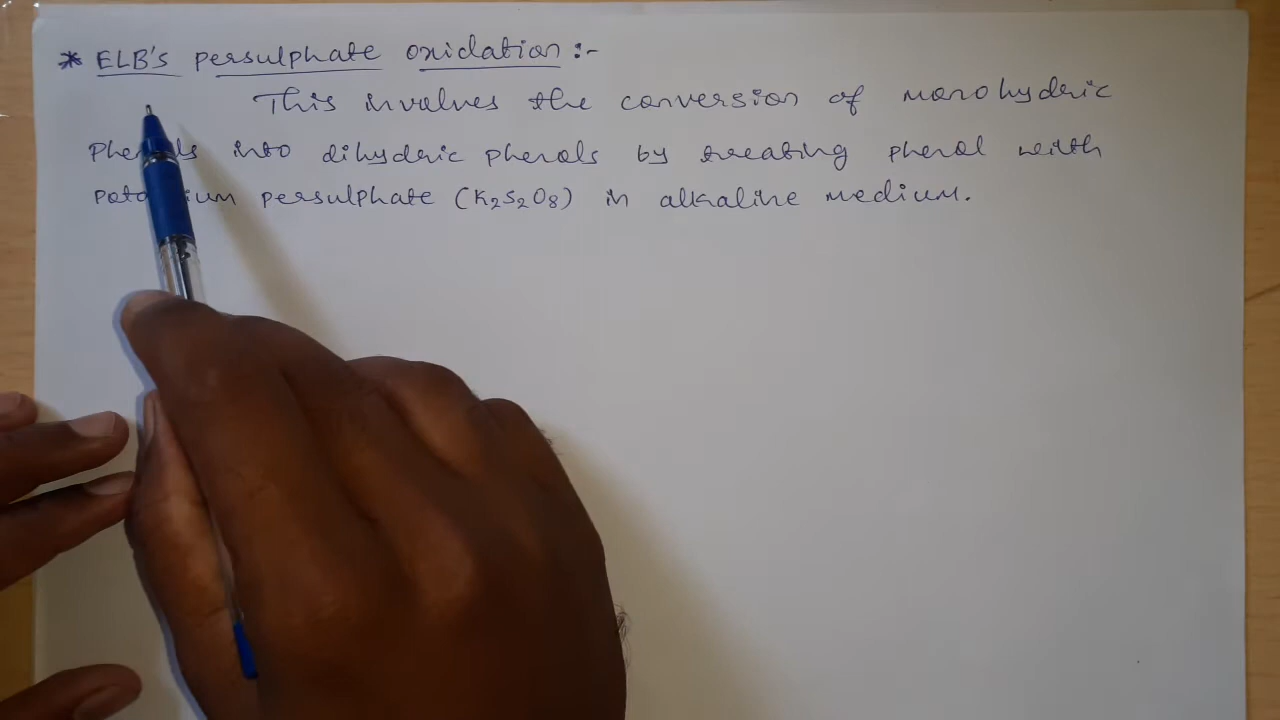 * ELB's persulphate oxidation :-
This involves the conversion of monohydric
Phenols into dihydric phenols by treating phenol with
persulphate (K2S2O8) in alkaline medium.